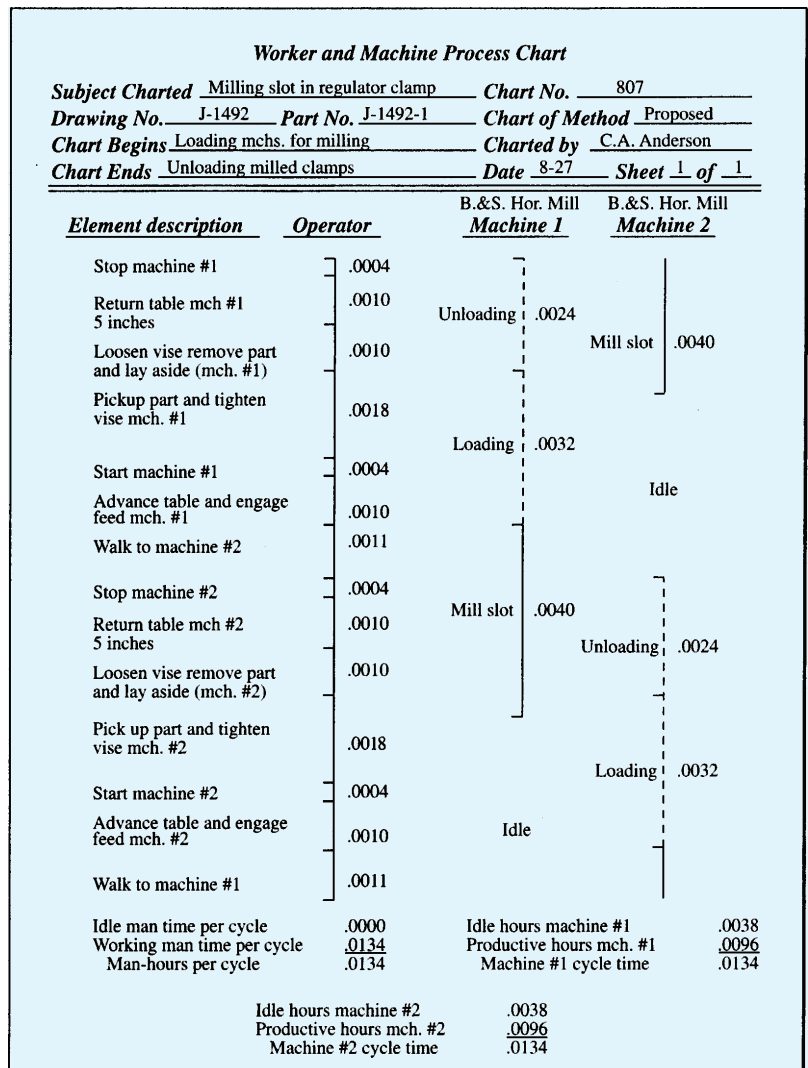 Worker and Machine Process Chart
Subject Charted Milling slot in regulator clamp Chart No. 807
Drawing No. J-1492 Part No. J-1492-1 Chart of Method Proposed
Chart Begins Loading mchs. for milling Charted by C.A. Anderson
Chart Ends Unloading milled clamps Date 8-27 Sheet 1 of 1
B.&S. Hor. Mill B.&S. Hor. Mill
Element description Operator Machine 1 Machine 2
Stop machine #1 .0004
Return table mch #1 .0010
5 inches
Unloading .0024
Mill slot .0040
Loosen vise remove part .0010
and lay aside (mch. #1)
Pickup part and tighten .0018
vise mch. #1
Loading .0032
Start machine #1 .0004
Idle
Advance table and engage .0010
feed mch. #1
Walk to machine #2 .0011
Stop machine #2 .0004
Mill slot .0040
Return table mch #2 .0010
5 inches
Unloading .0024
Loosen vise remove part .0010
and lay aside (mch. #2)
Pick up part and tighten .0018
vise mch. #2
Loading .0032
Start machine #2 .0004
Advance table and engage .0010
feed mch. #2
Idle
Walk to machine #1 .0011
Idle man time per cycle .0000 Idle hours machine #1 .0038
Working man time per cycle .0134 Productive hours mch. #1 .0096
Man-hours per cycle .0134 Machine #1 cycle time .0134
Idle hours machine #2 .0038
Productive hours mch. #2 .0096
Machine #2 cycle time .0134